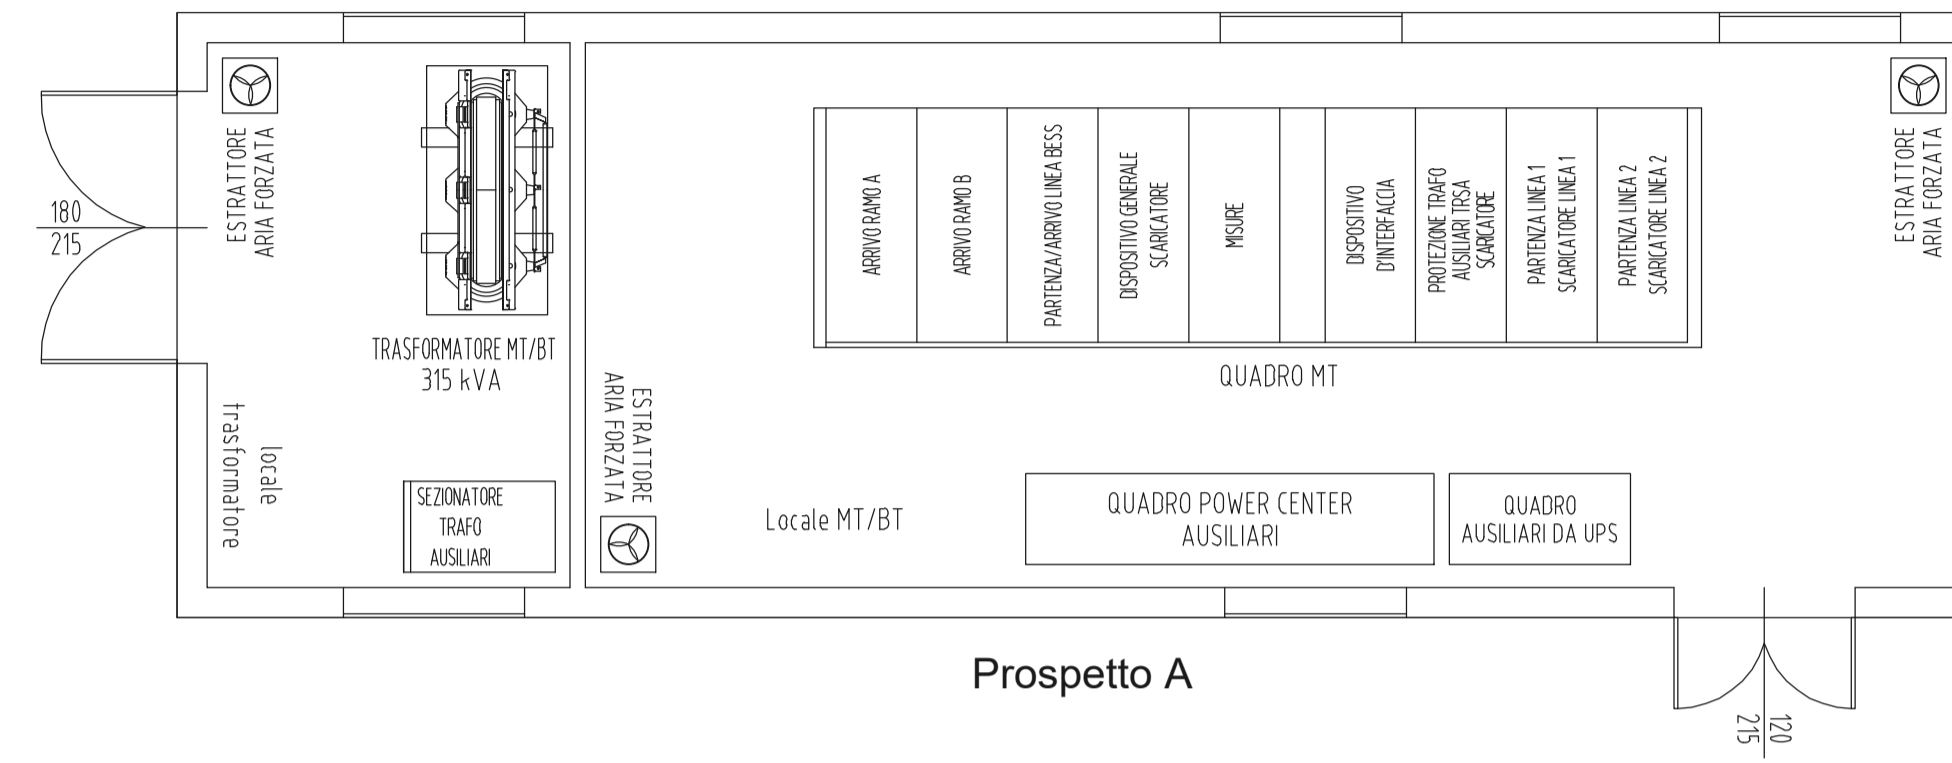 180
215
ESTRATTORE
ARIA FORZATA
TRASFORMATORE MT/BT
315 kVA
locale
trasformatore
SEZIONATORE
TRAFO
AUSILIARI
ESTRATTORE
ARIA FORZATA
Locale MT/BT
ARRIVO RAMO A
ARRIVO RAMO B
PARTENZA/ARRIVO LINEA BESS
DISPOSITIVO GENERALE
SCARICATORE
MISURE
DISPOSITIVO
D'INTERFACCIA
PROTEZIONE TRAFO
AUSILIARI TRSA
SCARICATORE
PARTENZA LINEA 1
SCARICATORE LINEA 1
PARTENZA LINEA 2
SCARICATORE LINEA 2
QUADRO MT
QUADRO POWER CENTER
AUSILIARI
QUADRO
AUSILIARI DA UPS
ESTRATTORE
ARIA FORZATA
120
215
Prospetto A